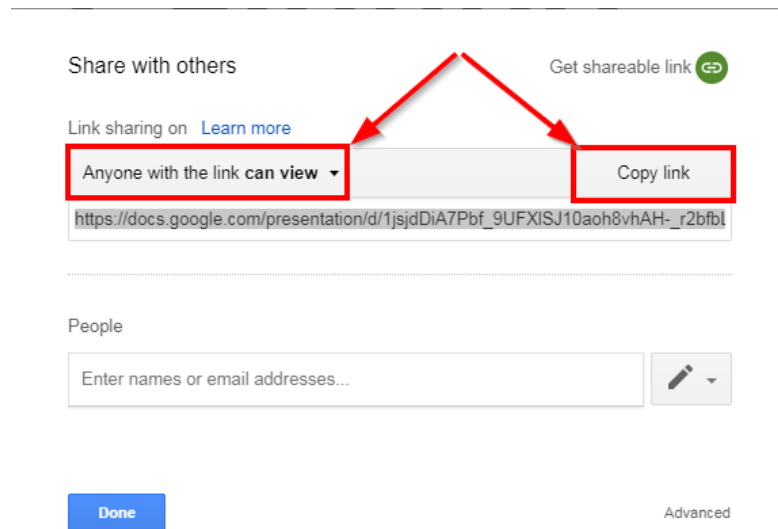 Share with others
Get shareable link
Link sharing on Learn more
Anyone with the link can view
Copy link
https://docs.google.com/presentation/d/1jsjdDiA7Pbf_9UFXlSJ10aoh8vhAH-_r2bfbL
People
Enter names or email addresses...
Done
Advanced